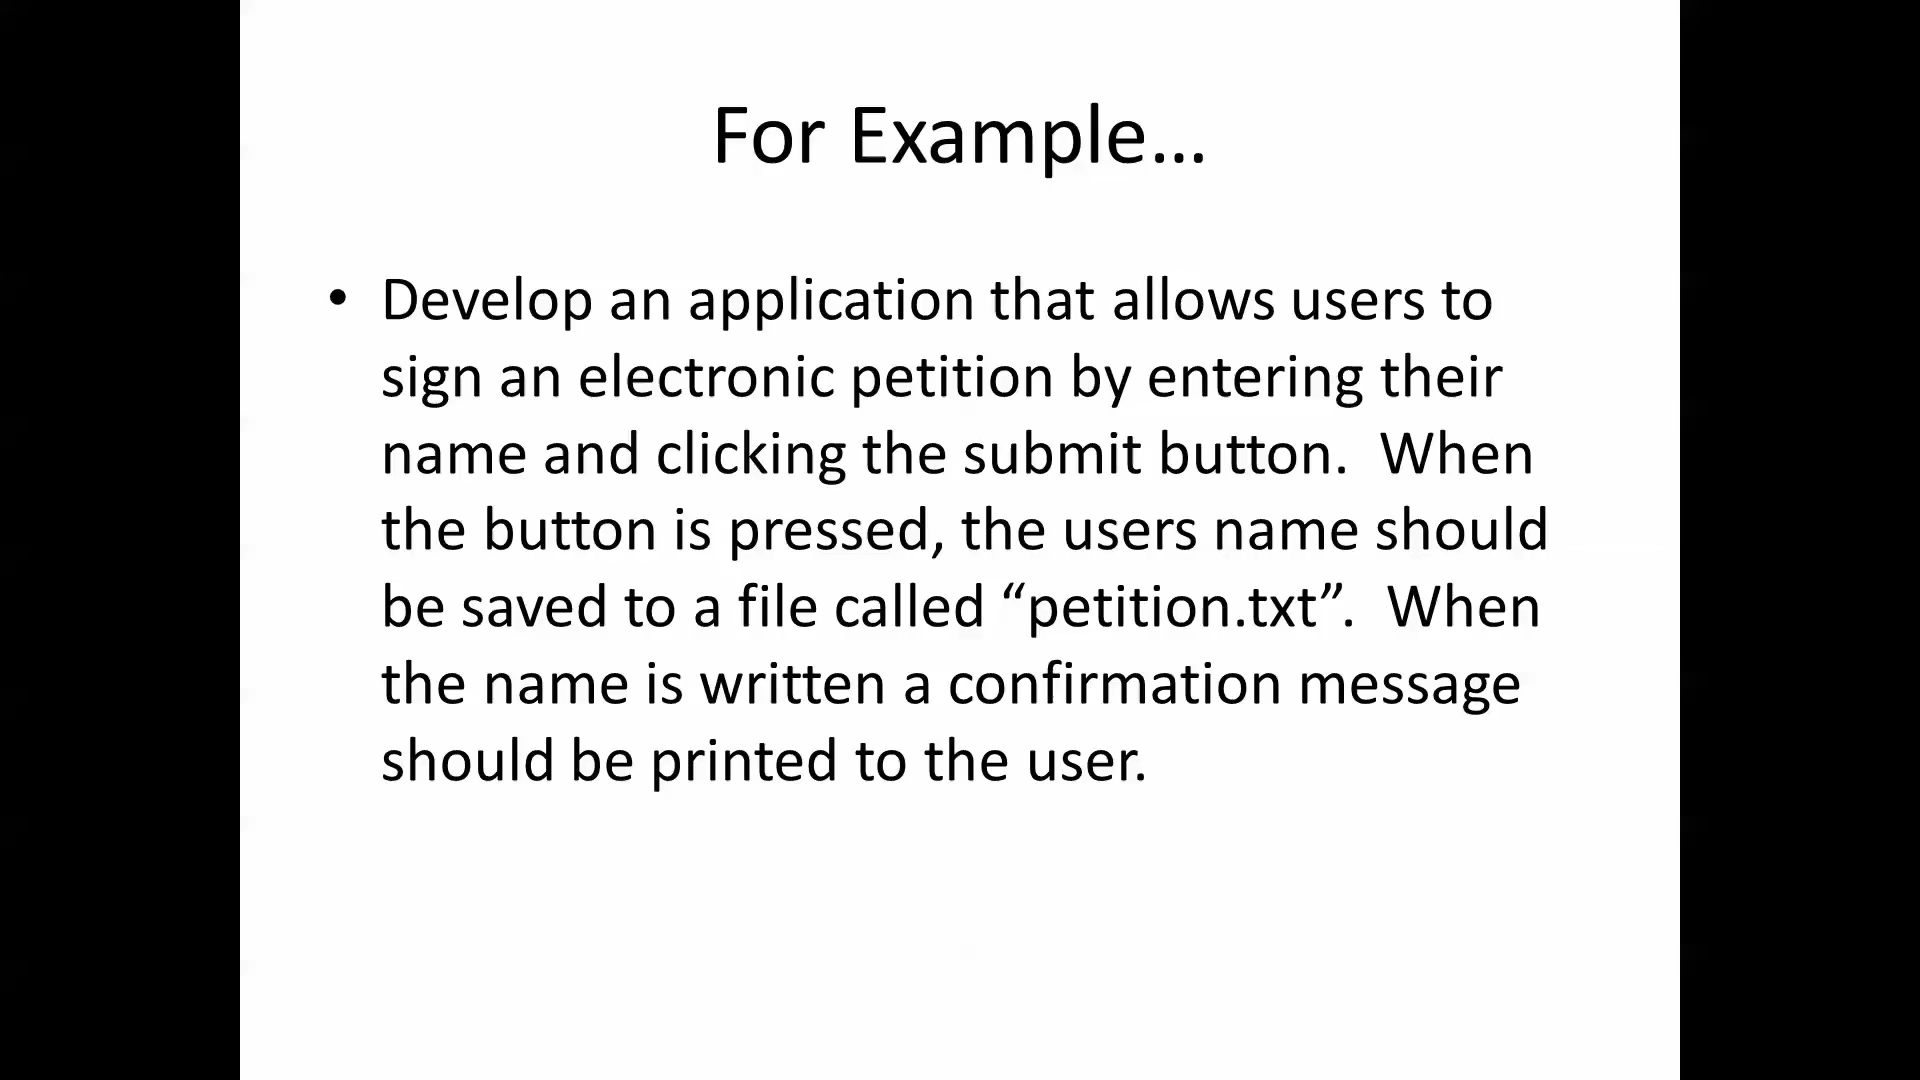 For Example…
• Develop an application that allows users to
sign an electronic petition by entering their
name and clicking the submit button.  When
the button is pressed, the users name should
be saved to a file called “petition.txt”.  When
the name is written a confirmation message
should be printed to the user.